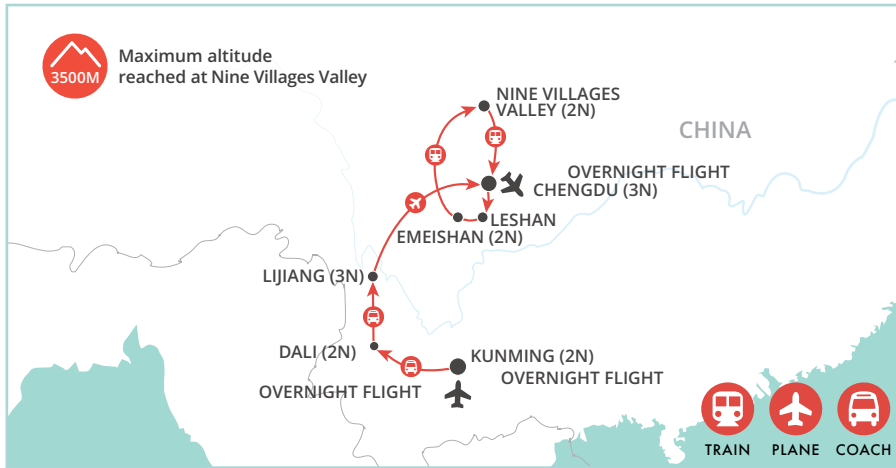 Maximum altitude
reached at Nine Villages Valley
3500M
NINE VILLAGES
VALLEY (2N)
CHINA
OVERNIGHT FLIGHT
CHENGDU (3N)
LESHAN
EMEISHAN (2N)
LIJIANG (3N)
DALI (2N)
KUNMING (2N)
OVERNIGHT FLIGHT
OVERNIGHT FLIGHT
TRAIN
PLANE
COACH